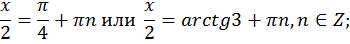 x/2 = π/4 + πn или x/2 = arctg3 + πn, n ∈ Z;